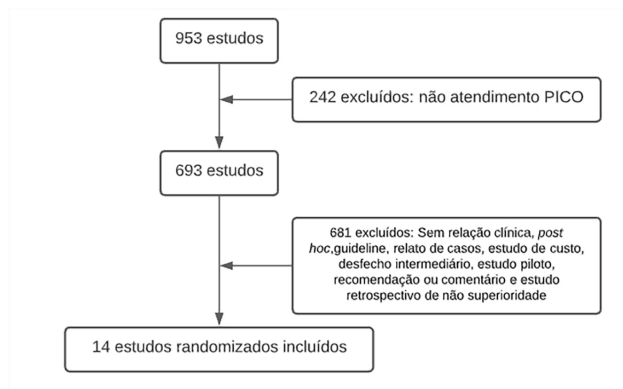 953 estudos
242 excluídos: não atendimento PICO
693 estudos
681 excluídos: Sem relação clínica, post
hoc,guideline, relato de casos, estudo de custo,
desfecho intermediário, estudo piloto,
recomendação ou comentário e estudo
retrospectivo de não superioridade
14 estudos randomizados incluídos